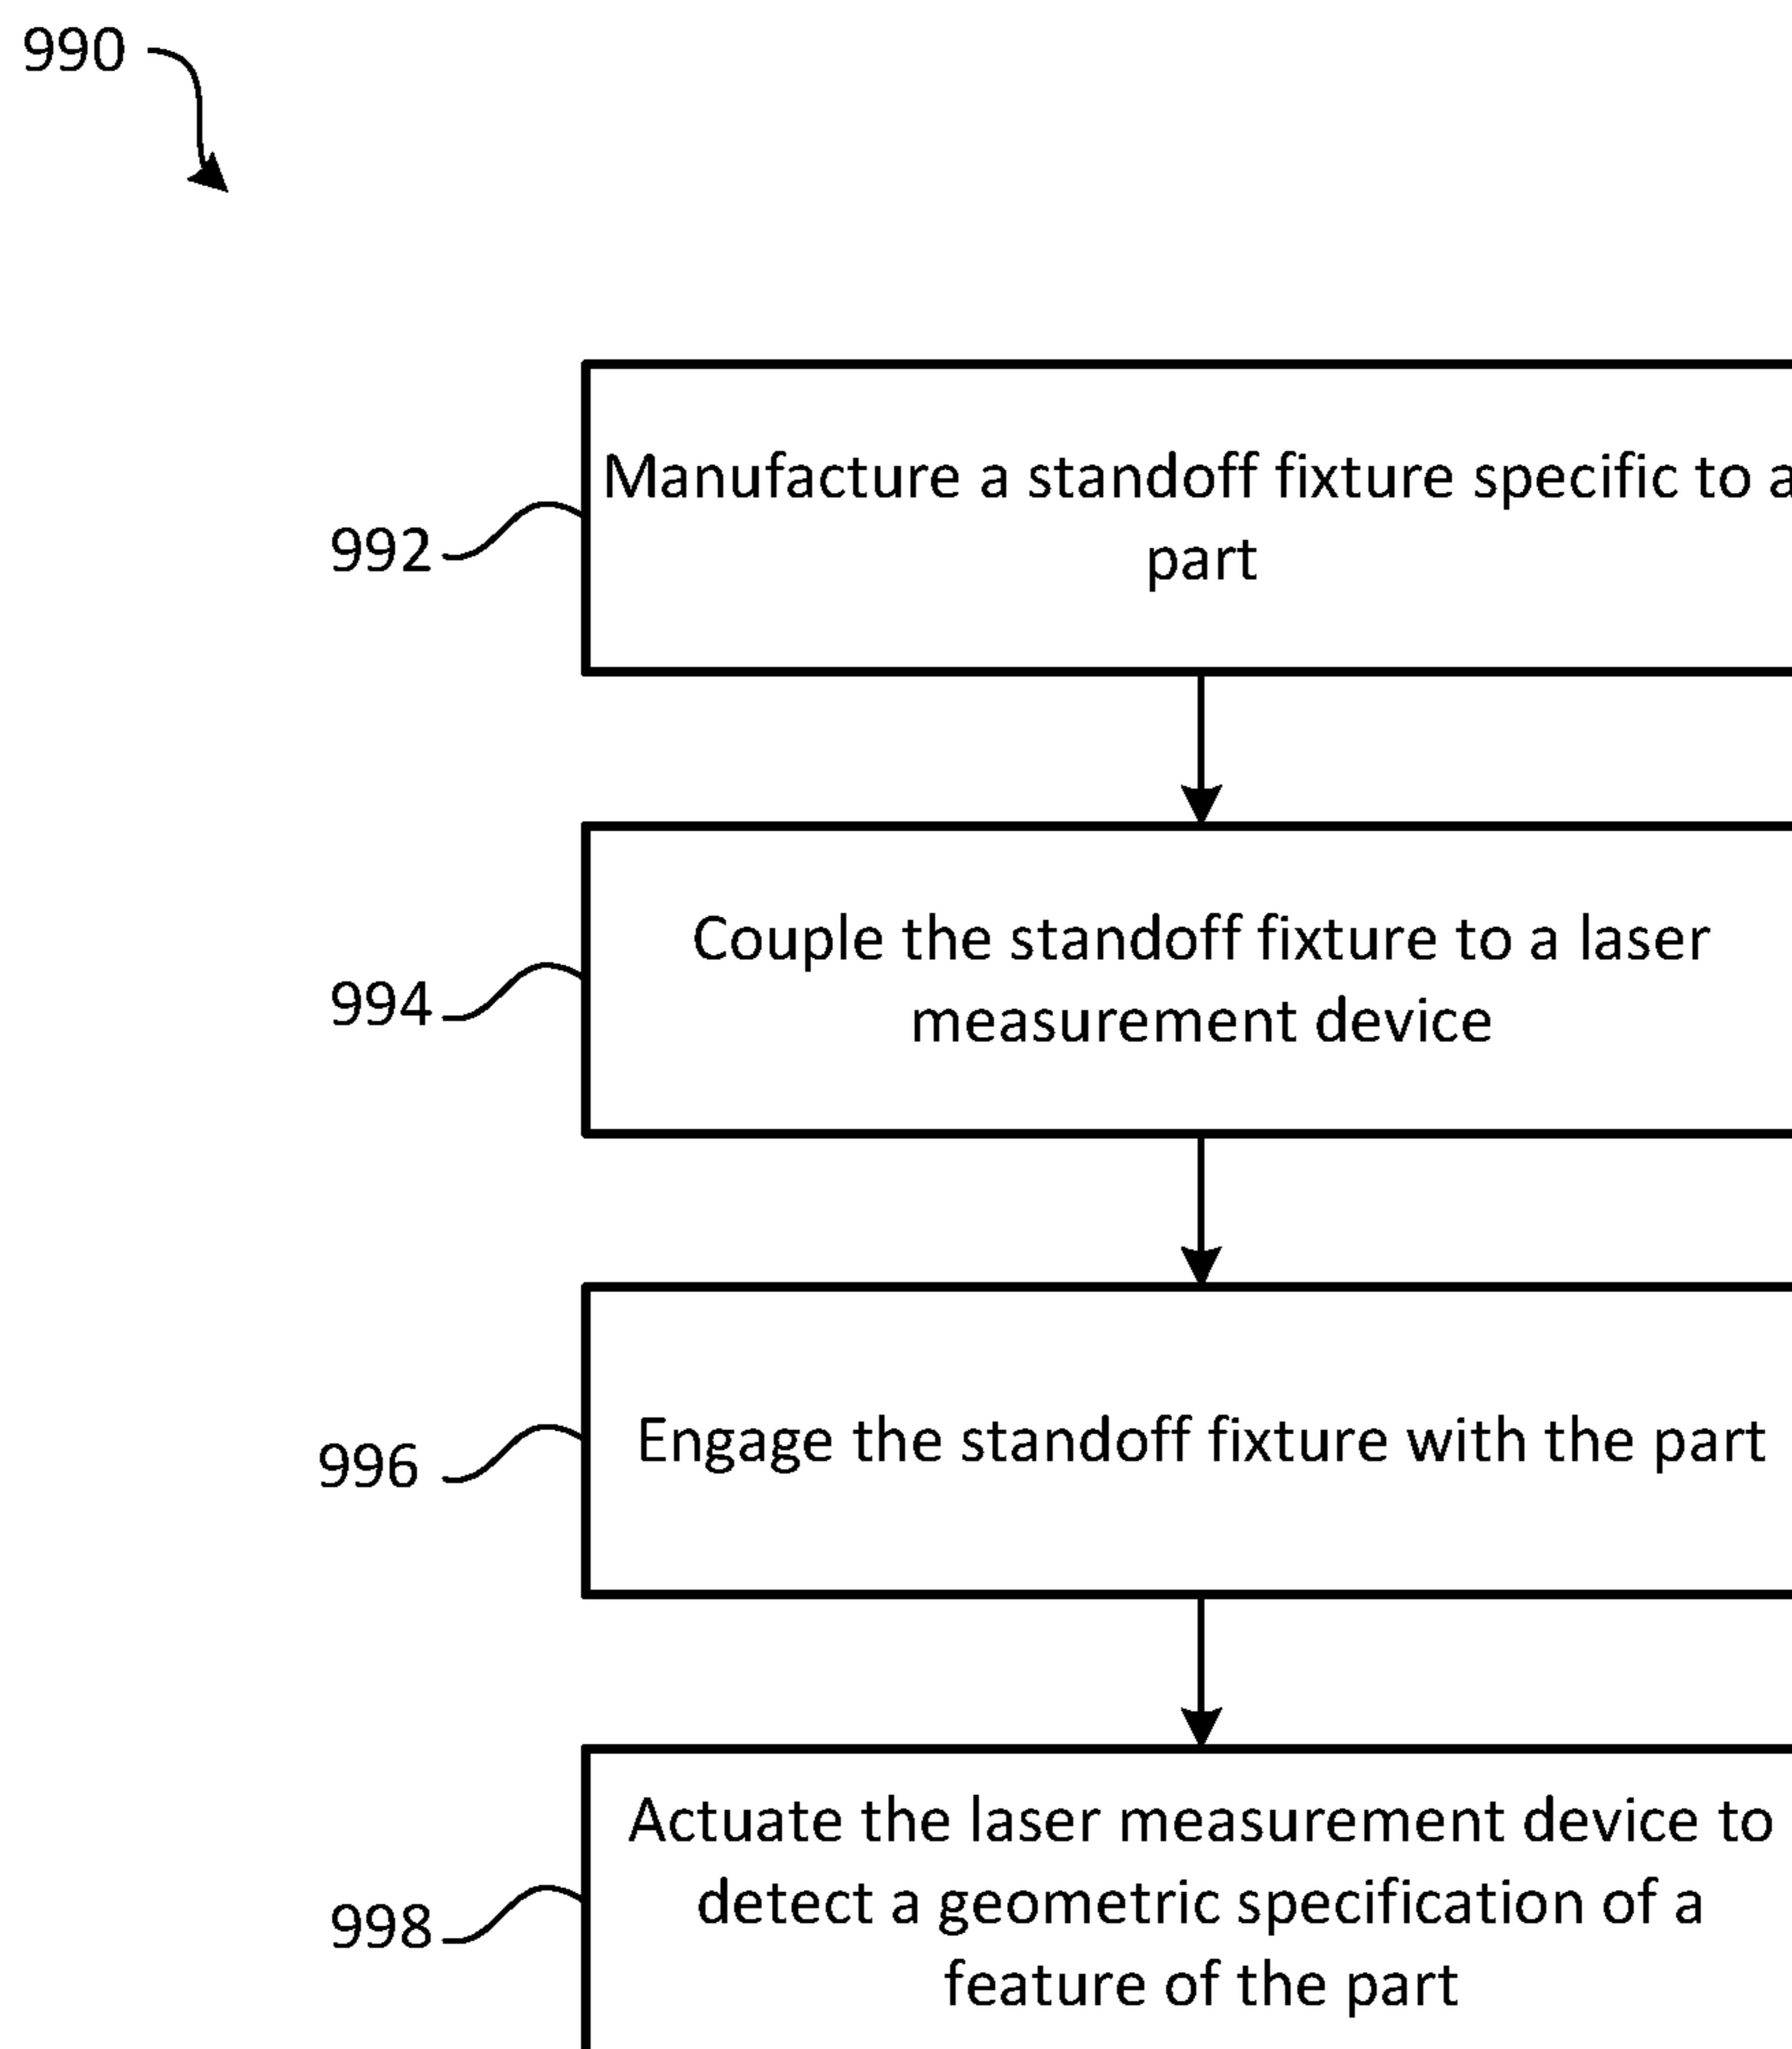 990
Manufacture a standoff fixture specific to a
part
992
Couple the standoff fixture to a laser
measurement device
994
Engage the standoff fixture with the part
996
Actuate the laser measurement device to
detect a geometric specification of a
feature of the part
998